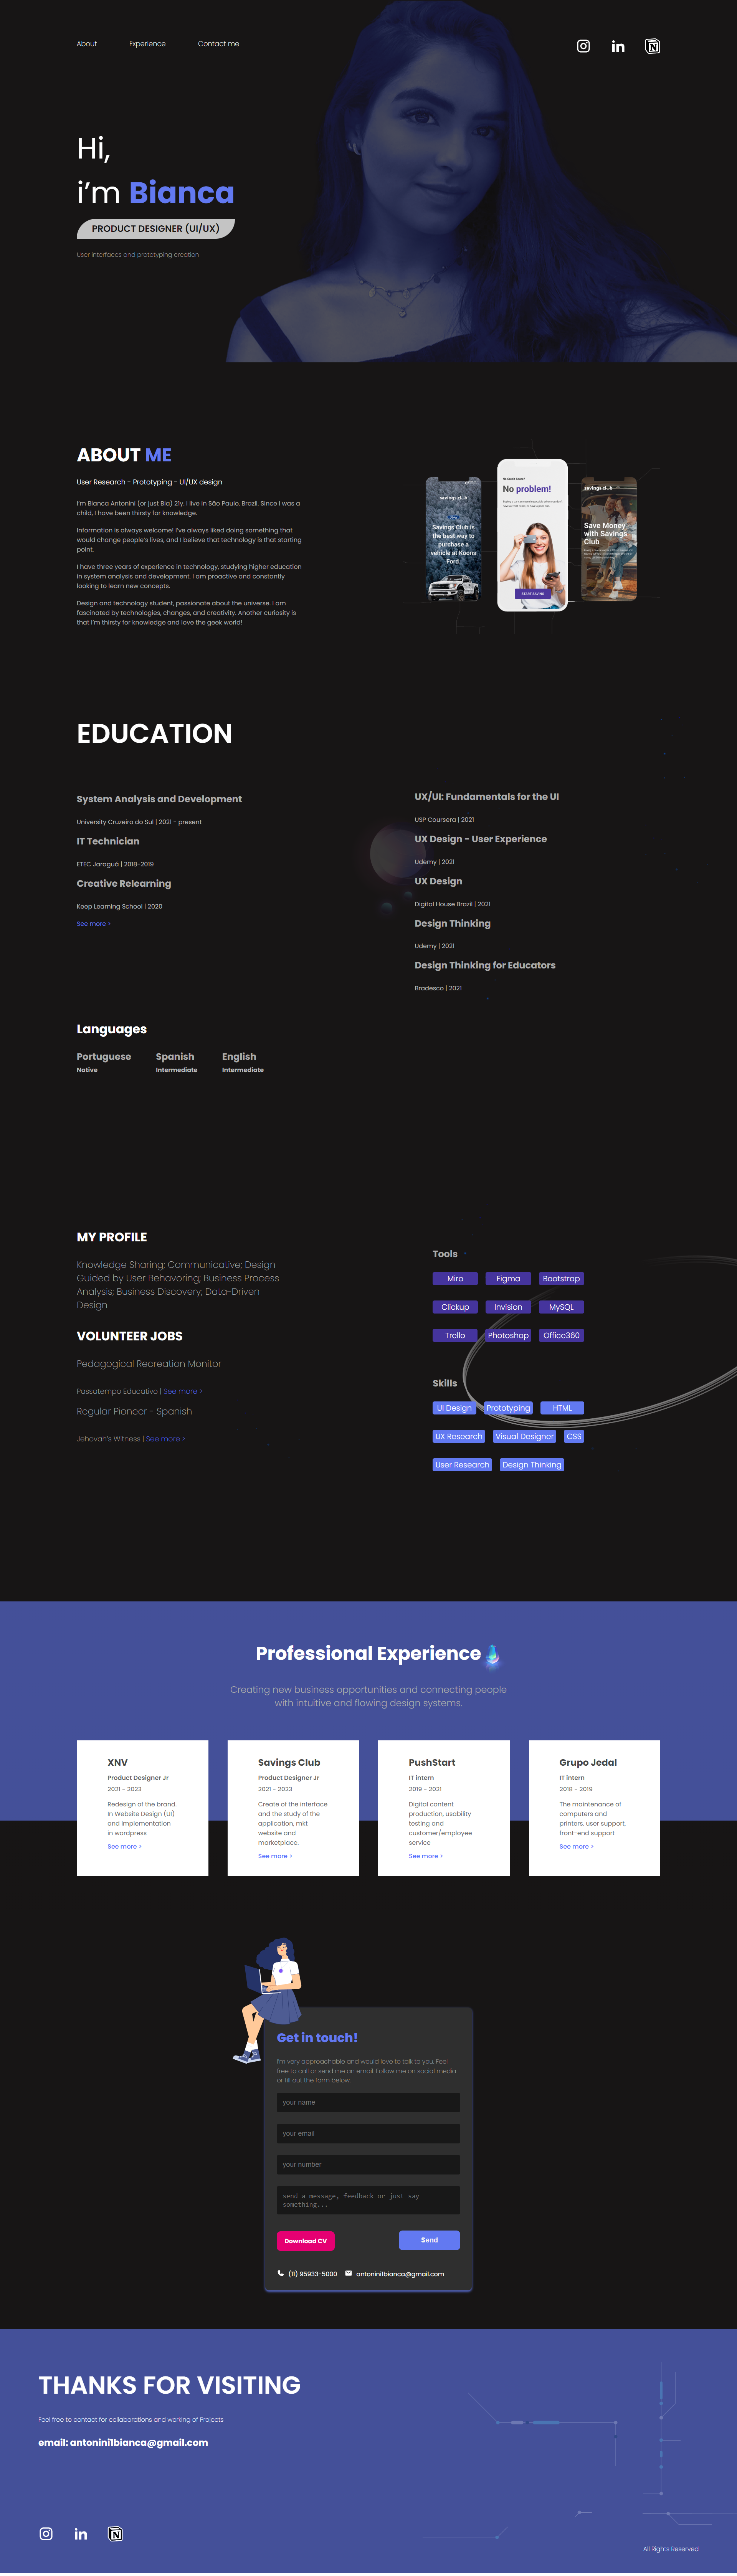 About
Experience
Contact me
Hi,
i'm Bianca
PRODUCT DESIGNER (UI/UX)
User interfaces and prototyping creation
ABOUT ME
User Research - Prototyping - UI/UX design
I'm Bianca Antonini (or just Bia) 21y. I live in São Paulo, Brazil. Since I was a
child, I have been thirsty for knowledge.
Information is always welcome! I've always liked doing something that
would change people's lives, and I believe that technology is that starting
point.
I have three years of experience in technology, studying higher education
in system analysis and development. I am proactive and constantly
looking to learn new concepts.
Design and technology student, passionate about the universe. I am
fascinated by technologies, changes, and creativity. Another curiosity is
that I'm thirsty for knowledge and love the geek world!
Savings Club is
the best way to
purchase a
vehicle at Koons
Ford.
No Credit Score?
No problem!
START SAVING
Save Money
with Savings
Club
EDUCATION
System Analysis and Development
University Cruzeiro do Sul | 2021 - present
IT Technician
ETEC Jaraguá | 2018-2019
Creative Relearning
Keep Learning School | 2020
See more >
UX/UI: Fundamentals for the UI
USP Coursera | 2021
UX Design - User Experience
Udemy | 2021
UX Design
Digital House Brazil | 2021
Design Thinking
Udemy | 2021
Design Thinking for Educators
Bradesco | 2021
Languages
Portuguese
Native
Spanish
Intermediate
English
Intermediate
MY PROFILE
Knowledge Sharing; Communicative; Design
Guided by User Behavoring; Business Process
Analysis; Business Discovery; Data-Driven
Design
VOLUNTEER JOBS
Pedagogical Recreation Monitor
Passatempo Educativo | See more >
Regular Pioneer - Spanish
Jehovah's Witness | See more >
Tools
Miro
Figma
Bootstrap
Clickup
Invision
MySQL
Trello
Photoshop
Office360
Skills
UI Design
Prototyping
HTML
UX Research
Visual Designer
CSS
User Research
Design Thinking
Professional Experience
Creating new business opportunities and connecting people
with intuitive and flowing design systems.
XNV
Product Designer Jr
2021 - 2023
Redesign of the brand.
In Website Design (UI)
and implementation
in wordpress
See more >
Savings Club
Product Designer Jr
2021 - 2023
Create of the interface
and the study of the
application, mkt
website and
marketplace.
See more >
PushStart
IT intern
2019 - 2021
Digital content
production, usability
testing and
customer/employee
service
See more >
Grupo Jedal
IT intern
2018 - 2019
The maintenance of
computers and
printers. user support,
front-end support
See more >
Get in touch!
I'm very approachable and would love to talk to you. Feel
free to call or send me an email. Follow me on social media
or fill out the form below.
your name
your email
your number
send a message, feedback or just say
something...
Download CV
Send
(11) 95933-5000
antonini1bianca@gmail.com
THANKS FOR VISITING
Feel free to contact for collaborations and working of Projects
email: antonini1bianca@gmail.com
All Rights Reserved